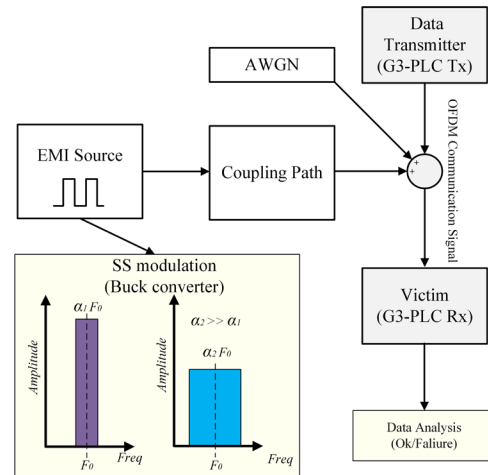 Data
Transmitter
(G3-PLC Tx)
AWGN
OFDM Communication Signal
EMI Source
Coupling Path
+
+
SS modulation
(Buck converter)
Amplitude
α1 F0
F0
Freq
Amplitude
α2 >> α1
α2 F0
F0
Freq
Victim
(G3-PLC Rx)
Data Analysis
(Ok/Faliure)